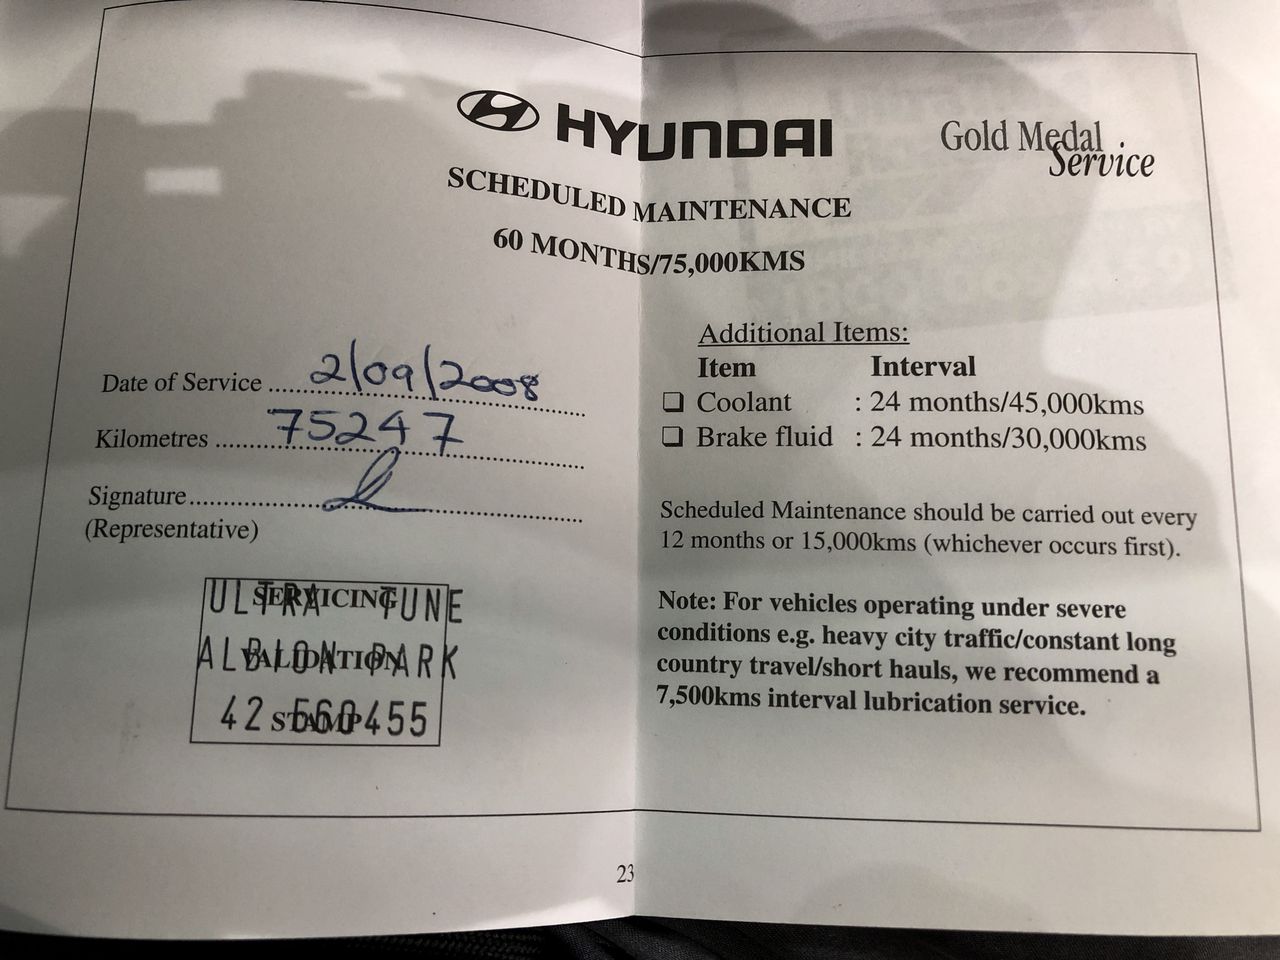 HYUNDAI
Gold Medal
Service
SCHEDULED MAINTENANCE
60 MONTHS/75,000KMS
Date of Service ...... 2/09/2008
Kilometres ...... 75247
Signature ......
(Representative)
SERVICING
VALIDATION
STAMP
ULTRA TUNE
ALBION PARK
42 560455
Additional Items:
Item Interval
❑ Coolant : 24 months/45,000kms
❑ Brake fluid : 24 months/30,000kms
Scheduled Maintenance should be carried out every
12 months or 15,000kms (whichever occurs first).
Note: For vehicles operating under severe
conditions e.g. heavy city traffic/constant long
country travel/short hauls, we recommend a
7,500kms interval lubrication service.
23